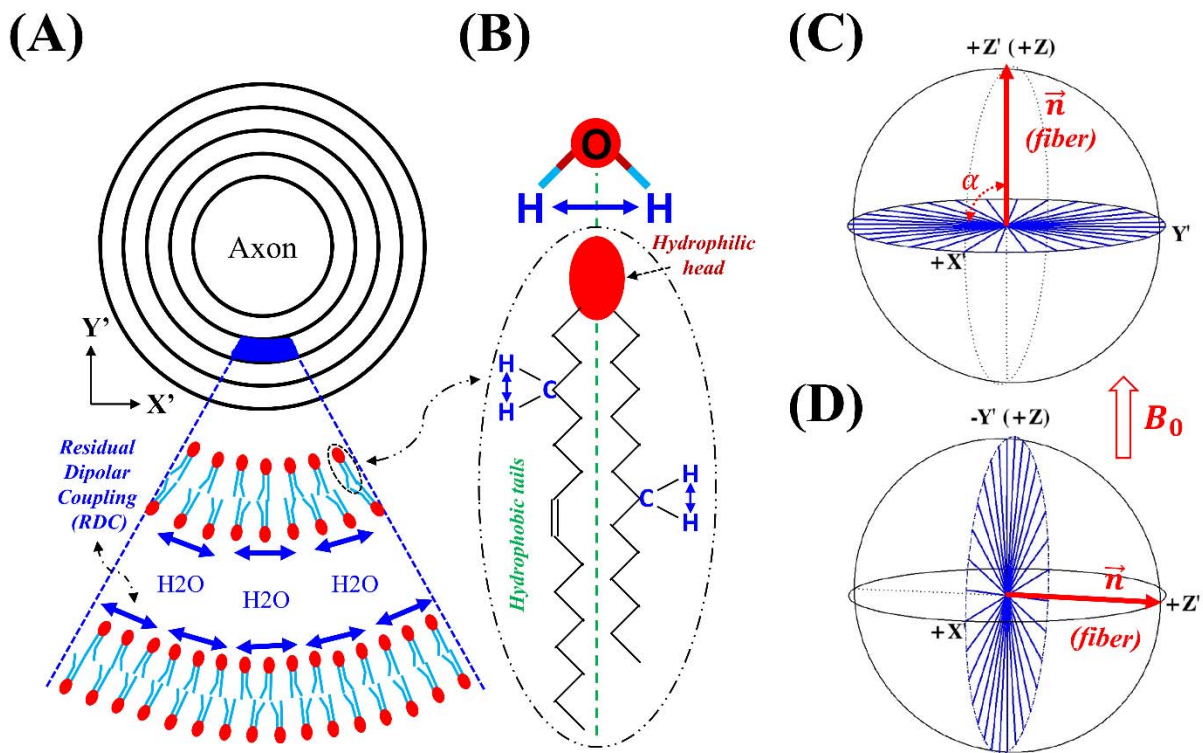 (A)
Axon
Y'
X'
Residual
Dipolar
Coupling
(RDC)
H2O
H2O
H2O
(B)
O
H
H
Hydrophilic
head
H
C
H
H
C
H
Hydrophobic tails
(C)
+Z' (+Z)
n⃗
(fiber)
α
Y'
+X'
(D)
B0
-Y' (+Z)
n⃗
+Z'
(fiber)
+X'